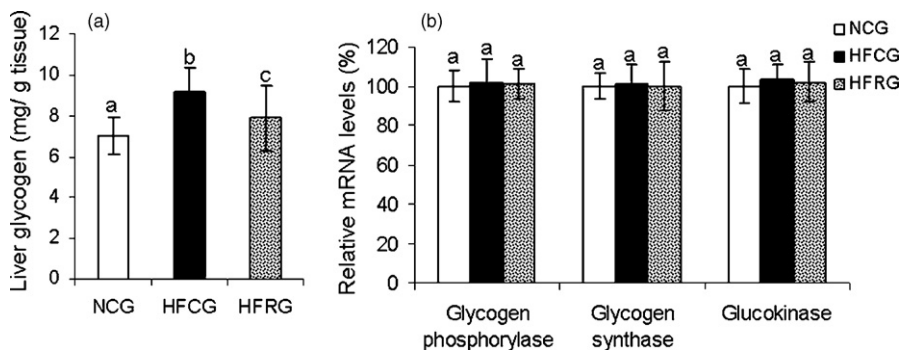 (a)
Liver glycogen (mg/ g tissue)
12
10
8
6
4
2
0
a
b
c
NCG
HFCG
HFRG
(b)
Relative mRNA levels (%)
120
100
80
60
40
20
0
a a a
a a a
a a a
Glycogen
phosphorylase
Glycogen
synthase
Glucokinase
NCG
HFCG
HFRG